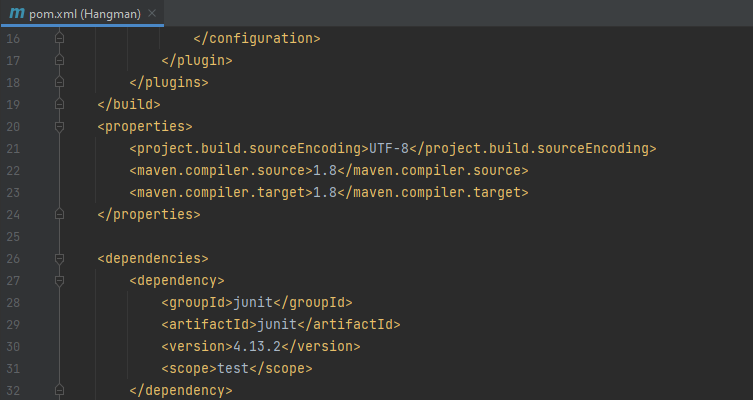 pom.xml (Hangman)
16 </configuration>
17 </plugin>
18 </plugins>
19 </build>
20 <properties>
21 <project.build.sourceEncoding>UTF-8</project.build.sourceEncoding>
22 <maven.compiler.source>1.8</maven.compiler.source>
23 <maven.compiler.target>1.8</maven.compiler.target>
24 </properties>
25
26 <dependencies>
27 <dependency>
28 <groupId>junit</groupId>
29 <artifactId>junit</artifactId>
30 <version>4.13.2</version>
31 <scope>test</scope>
32 </dependency>